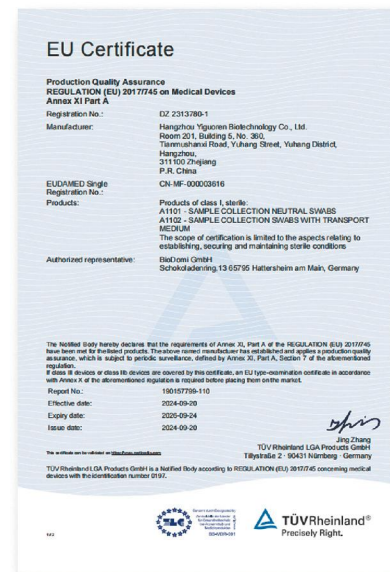 EU Certificate
Production Quality Assurance
REGULATION (EU) 2017/745 on Medical Devices
Annex XI Part A
Registration No.: DZ 2313780-1
Manufacturer: Hangzhou Yiguoren Biotechnology Co., Ltd.
Room 201, Building 5, No. 360,
Tianmushanxi Road, Yuhang Street, Yuhang District,
Hangzhou,
311100 Zhejiang
P.R. China
EUDAMED Single CN-MF-000003616
Registration No.:
Products: Products of class I, sterile:
A1101 - SAMPLE COLLECTION NEUTRAL SWABS
A1102 - SAMPLE COLLECTION SWABS WITH TRANSPORT
MEDIUM
The scope of certification is limited to the aspects relating to
establishing, securing and maintaining sterile conditions
Authorized representative: BioDomi GmbH
Schokoladenring,13 65795 Hattersheim am Main, Germany
The Notified Body hereby declares that the requirements of Annex XI, Part A of the REGULATION (EU) 2017/745
have been met for the listed products. The above named manufacturer has established and applies a production quality
assurance, which is subject to periodic surveillance, defined by Annex XI, Part A, Section 7 of the aforementioned
regulation.
If class III devices or class IIb devices are covered by this certificate, an EU type-examination certificate in accordance
with Annex X of the aforementioned regulation is required before placing them on the market.
Report No.: 190157799-110
Effective date: 2024-09-20
Expiry date: 2026-09-24
Issue date: 2024-09-20
Jing Zhang
TÜV Rheinland LGA Products GmbH
Tillystraße 2 · 90431 Nürnberg · Germany
This certificate can be validated on
TÜV Rheinland LGA Products GmbH is a Notified Body according to REGULATION (EU) 2017/745 concerning medical
devices with the identification number 0197.
ZLG
TÜVRheinland®
Precisely Right.